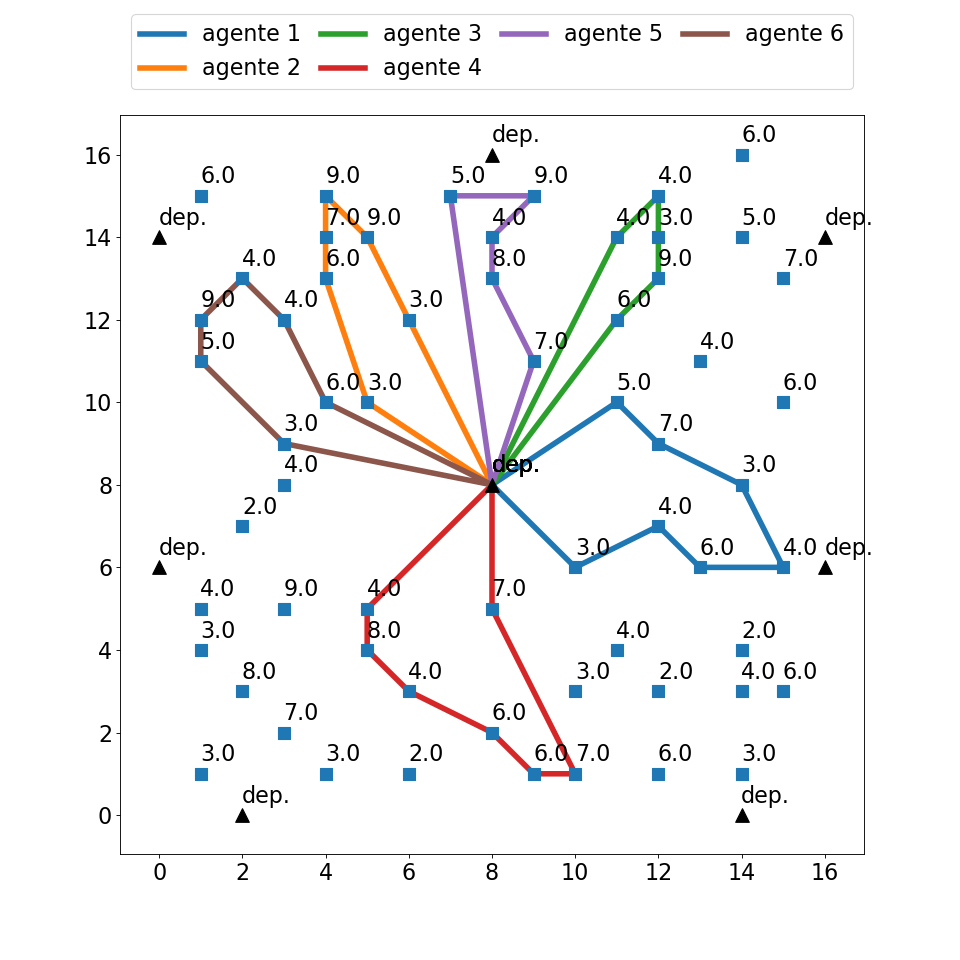 agente 1 agente 3 agente 5 agente 6
agente 2 agente 4
dep. 6.0
16
6.0 9.0 5.0 9.0 4.0
dep. 7.0 9.0 4.0 4.0 3.0 5.0 dep.
14
4.0 6.0 8.0 9.0 7.0
9.0 4.0 3.0 6.0
12
5.0 7.0 4.0
6.0 3.0 5.0 6.0
10
3.0 7.0
4.0 dep. 3.0
8
2.0 4.0
dep. 3.0 6.0 4.0 dep.
6
4.0 9.0 4.0 7.0
3.0 8.0 4.0 2.0
4
8.0 4.0 3.0 2.0 4.0 6.0
7.0 6.0
2
3.0 3.0 2.0 6.0 7.0 6.0 3.0
dep. dep.
0
0 2 4 6 8 10 12 14 16